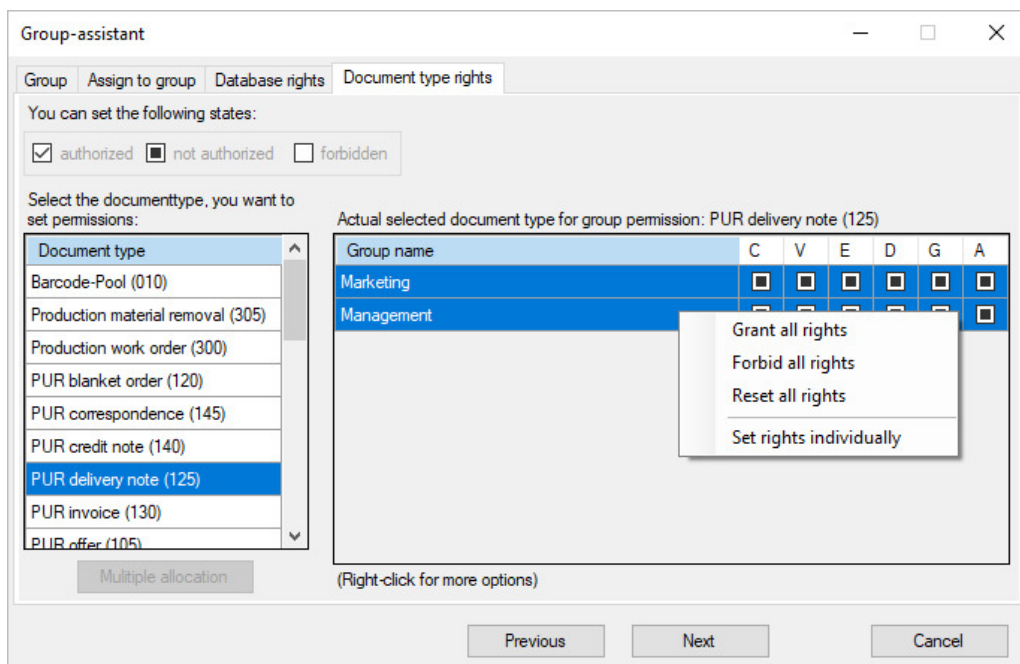 Group-assistant
Group Assign to group Database rights Document type rights
You can set the following states:
authorized not authorized forbidden
Select the documenttype, you want to
set permissions:
Actual selected document type for group permission: PUR delivery note (125)
Document type
Group name C V E D G A
Barcode-Pool (010)
Marketing
Production material removal (305)
Management
Production work order (300)
Grant all rights
PUR blanket order (120)
Forbid all rights
PUR correspondence (145)
Reset all rights
PUR credit note (140)
Set rights individually
PUR delivery note (125)
PUR invoice (130)
PUR offer (105)
Mulitiple allocation
(Right-click for more options)
Previous Next Cancel